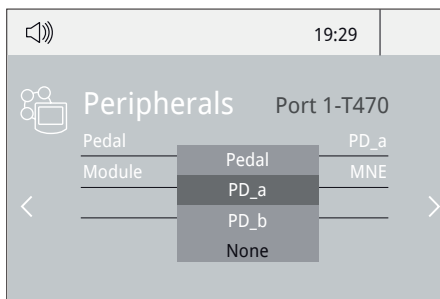 19:29
Peripherals Port 1-T470
Pedal PD_a
Module MNE
Pedal
PD_a
PD_b
None